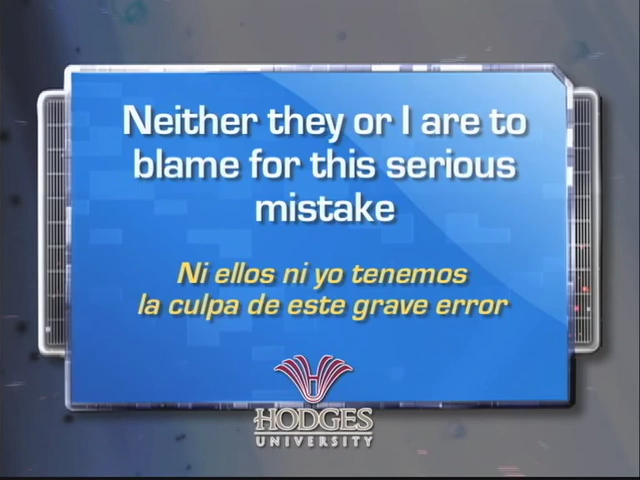 Neither they or I are to
blame for this serious
mistake
Ni ellos ni yo tenemos
la culpa de este grave error
HODGES
UNIVERSITY